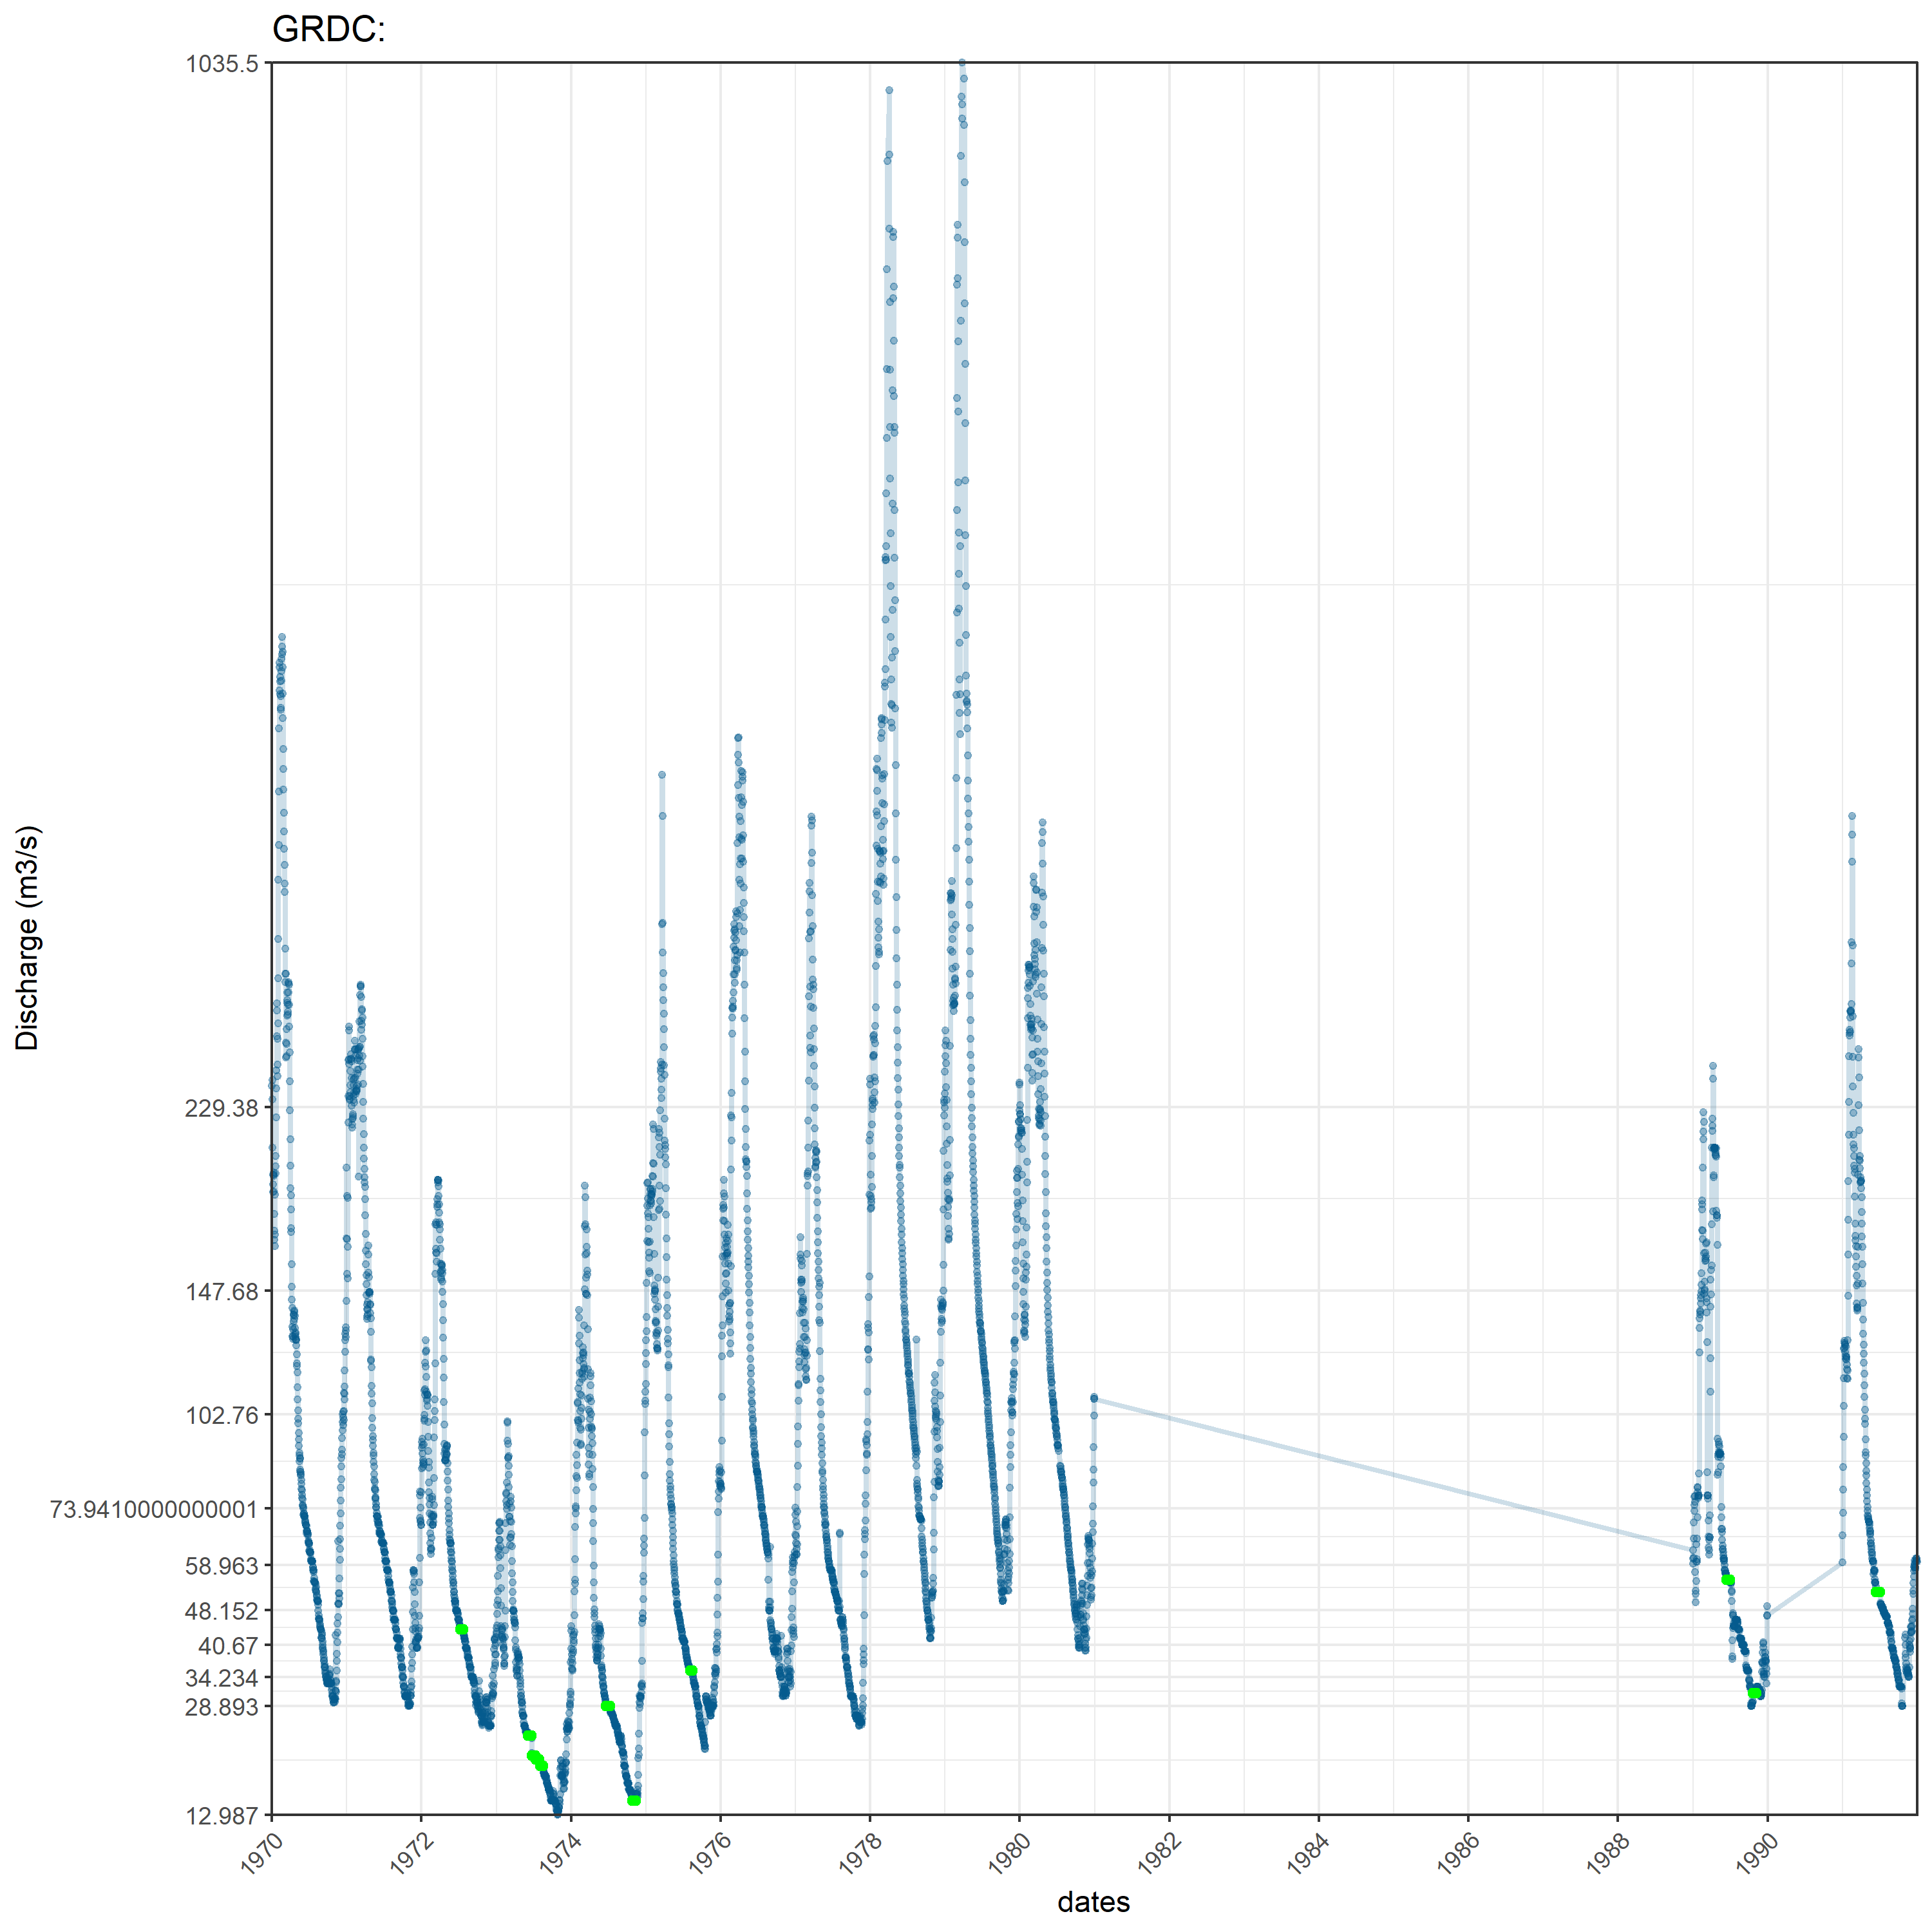 GRDC:
1035.5
229.38
147.68
102.76
73.9410000000001
58.963
48.152
40.67
34.234
28.893
12.987
Discharge (m3/s)
1970 1972 1974 1976 1978 1980 1982 1984 1986 1988 1990
dates